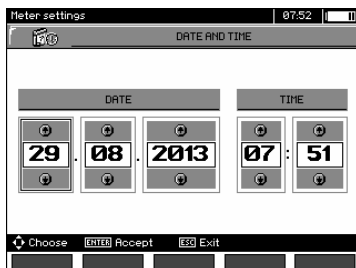 Meter settings 07:52
DATE AND TIME
DATE TIME
29 . 08 . 2013 07 : 51
Choose ENTER Accept ESC Exit